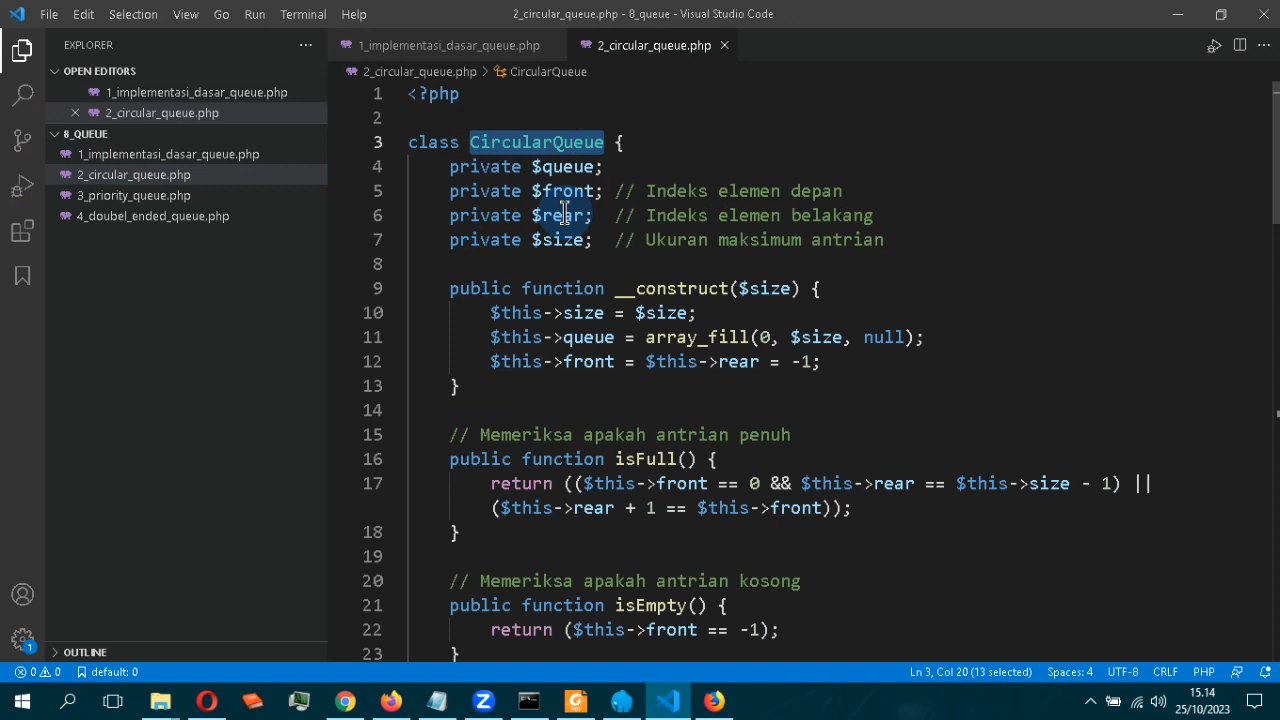 File Edit Selection View Go Run Terminal Help
2_circular_queue.php - 8_queue - Visual Studio Code
EXPLORER
OPEN EDITORS
1_implementasi_dasar_queue.php
2_circular_queue.php
8_QUEUE
1_implementasi_dasar_queue.php
2_circular_queue.php
3_priority_queue.php
4_doubel_ended_queue.php
OUTLINE
1_implementasi_dasar_queue.php 2_circular_queue.php
2_circular_queue.php > CircularQueue
1 <?php
2
3 class CircularQueue {
4 private $queue;
5 private $front; // Indeks elemen depan
6 private $rear; // Indeks elemen belakang
7 private $size; // Ukuran maksimum antrian
8
9 public function __construct($size) {
10 $this->size = $size;
11 $this->queue = array_fill(0, $size, null);
12 $this->front = $this->rear = -1;
13 }
14
15 // Memeriksa apakah antrian penuh
16 public function isFull() {
17 return (($this->front == 0 && $this->rear == $this->size - 1) ||
($this->rear + 1 == $this->front));
18 }
19
20 // Memeriksa apakah antrian kosong
21 public function isEmpty() {
22 return ($this->front == -1);
23 }
1
0 0 default: 0 Ln 3, Col 20 (13 selected) Spaces: 4 UTF-8 CRLF PHP
15.14
25/10/2023